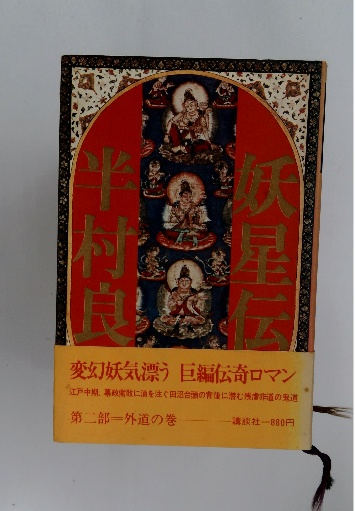 妖星伝
半村良
変幻妖気漂う 巨編伝奇ロマン
江戸中期、幕政腐敗に油を注ぐ田沼台頭の背後に潜む残虐非道の鬼道
第二部=外道の巻 ——— 講談社—880円